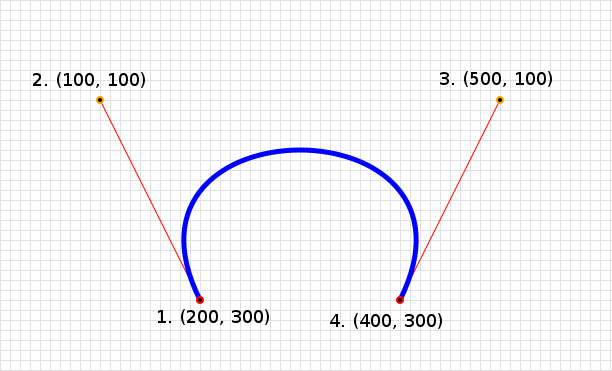 2. (100, 100)
3. (500, 100)
1. (200, 300)
4. (400, 300)